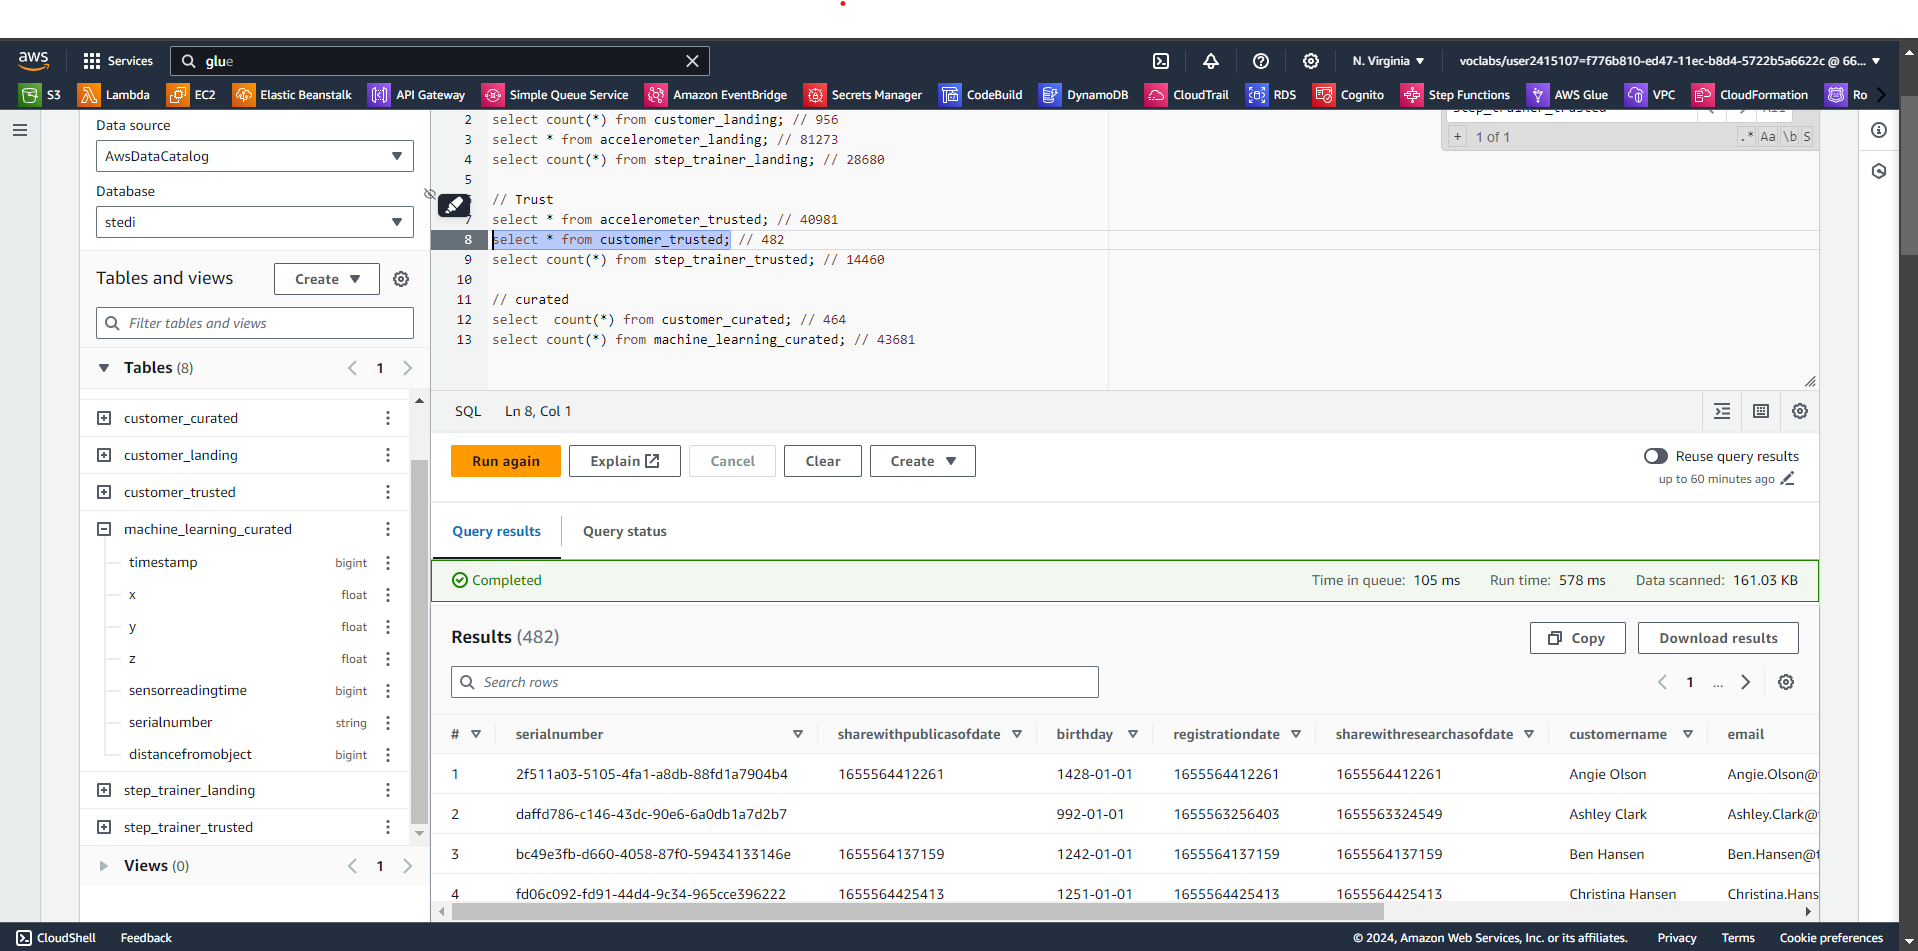 aws
Services
glue
N. Virginia
voclabs/user2415107=f776b810-ed47-11ec-b8d4-5722b5a6622c @ 66...
S3
Lambda
EC2
Elastic Beanstalk
API Gateway
Simple Queue Service
Amazon EventBridge
Secrets Manager
CodeBuild
DynamoDB
CloudTrail
RDS
Cognito
Step Functions
AWS Glue
VPC
CloudFormation
Ro
Data source
AwsDataCatalog
Database
stedi
Tables and views
Create
Filter tables and views
Tables (8)
1
customer_curated
customer_landing
customer_trusted
machine_learning_curated
timestamp bigint
x float
y float
z float
sensorreadingtime bigint
serialnumber string
distancefromobject bigint
step_trainer_landing
step_trainer_trusted
Views (0)
1
step_trainer_trusted
All
+ 1 of 1 .* Aa \b S
2 select count(*) from customer_landing; // 956
3 select * from accelerometer_landing; // 81273
4 select count(*) from step_trainer_landing; // 28680
5
// Trust
7 select * from accelerometer_trusted; // 40981
8 select * from customer_trusted; // 482
9 select count(*) from step_trainer_trusted; // 14460
10
11 // curated
12 select  count(*) from customer_curated; // 464
13 select count(*) from machine_learning_curated; // 43681
SQL Ln 8, Col 1
Run again
Explain
Cancel
Clear
Create
Reuse query results
up to 60 minutes ago
Query results
Query status
Completed
Time in queue: 105 ms Run time: 578 ms Data scanned: 161.03 KB
Results (482)
Copy
Download results
Search rows
1 ...
# serialnumber sharewithpublicasofdate birthday registrationdate sharewithresearchasofdate customername email
1 2f511a03-5105-4fa1-a8db-88fd1a7904b4 1655564412261 1428-01-01 1655564412261 1655564412261 Angie Olson Angie.Olson@
2 daffd786-c146-43dc-90e6-6a0db1a7d2b7 992-01-01 1655563256403 1655563324549 Ashley Clark Ashley.Clark@
3 bc49e3fb-d660-4058-87f0-59434133146e 1655564137159 1242-01-01 1655564137159 1655564137159 Ben Hansen Ben.Hansen@
4 fd06c092-fd91-44d4-9c34-965cce396222 1655564425413 1251-01-01 1655564425413 1655564425413 Christina Hansen Christina.Hans
CloudShell
Feedback
© 2024, Amazon Web Services, Inc. or its affiliates.
Privacy
Terms
Cookie preferences